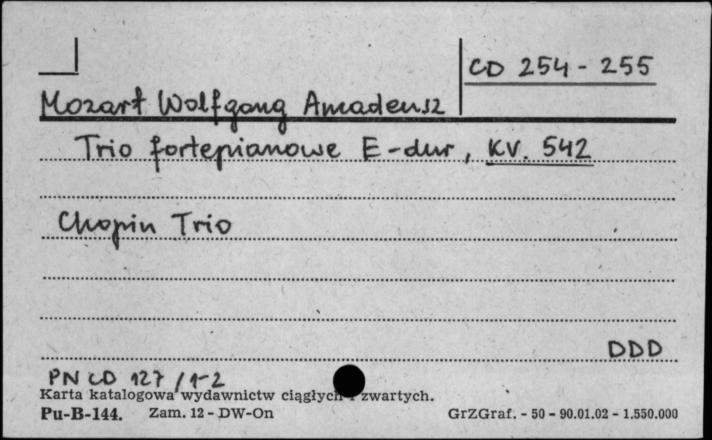 CD 254 - 255
Mozart Wolfgang Amadeusz
Trio fortepianowe E-dur, KV. 542
Chopin Trio
DDD
PN CD 127 / 1-2
Karta katalogowa wydawnictw ciągłych i zwartych.
Pu-B-144. Zam. 12 - DW-On GrZGraf. - 50 - 90.01.02 - 1.550.000